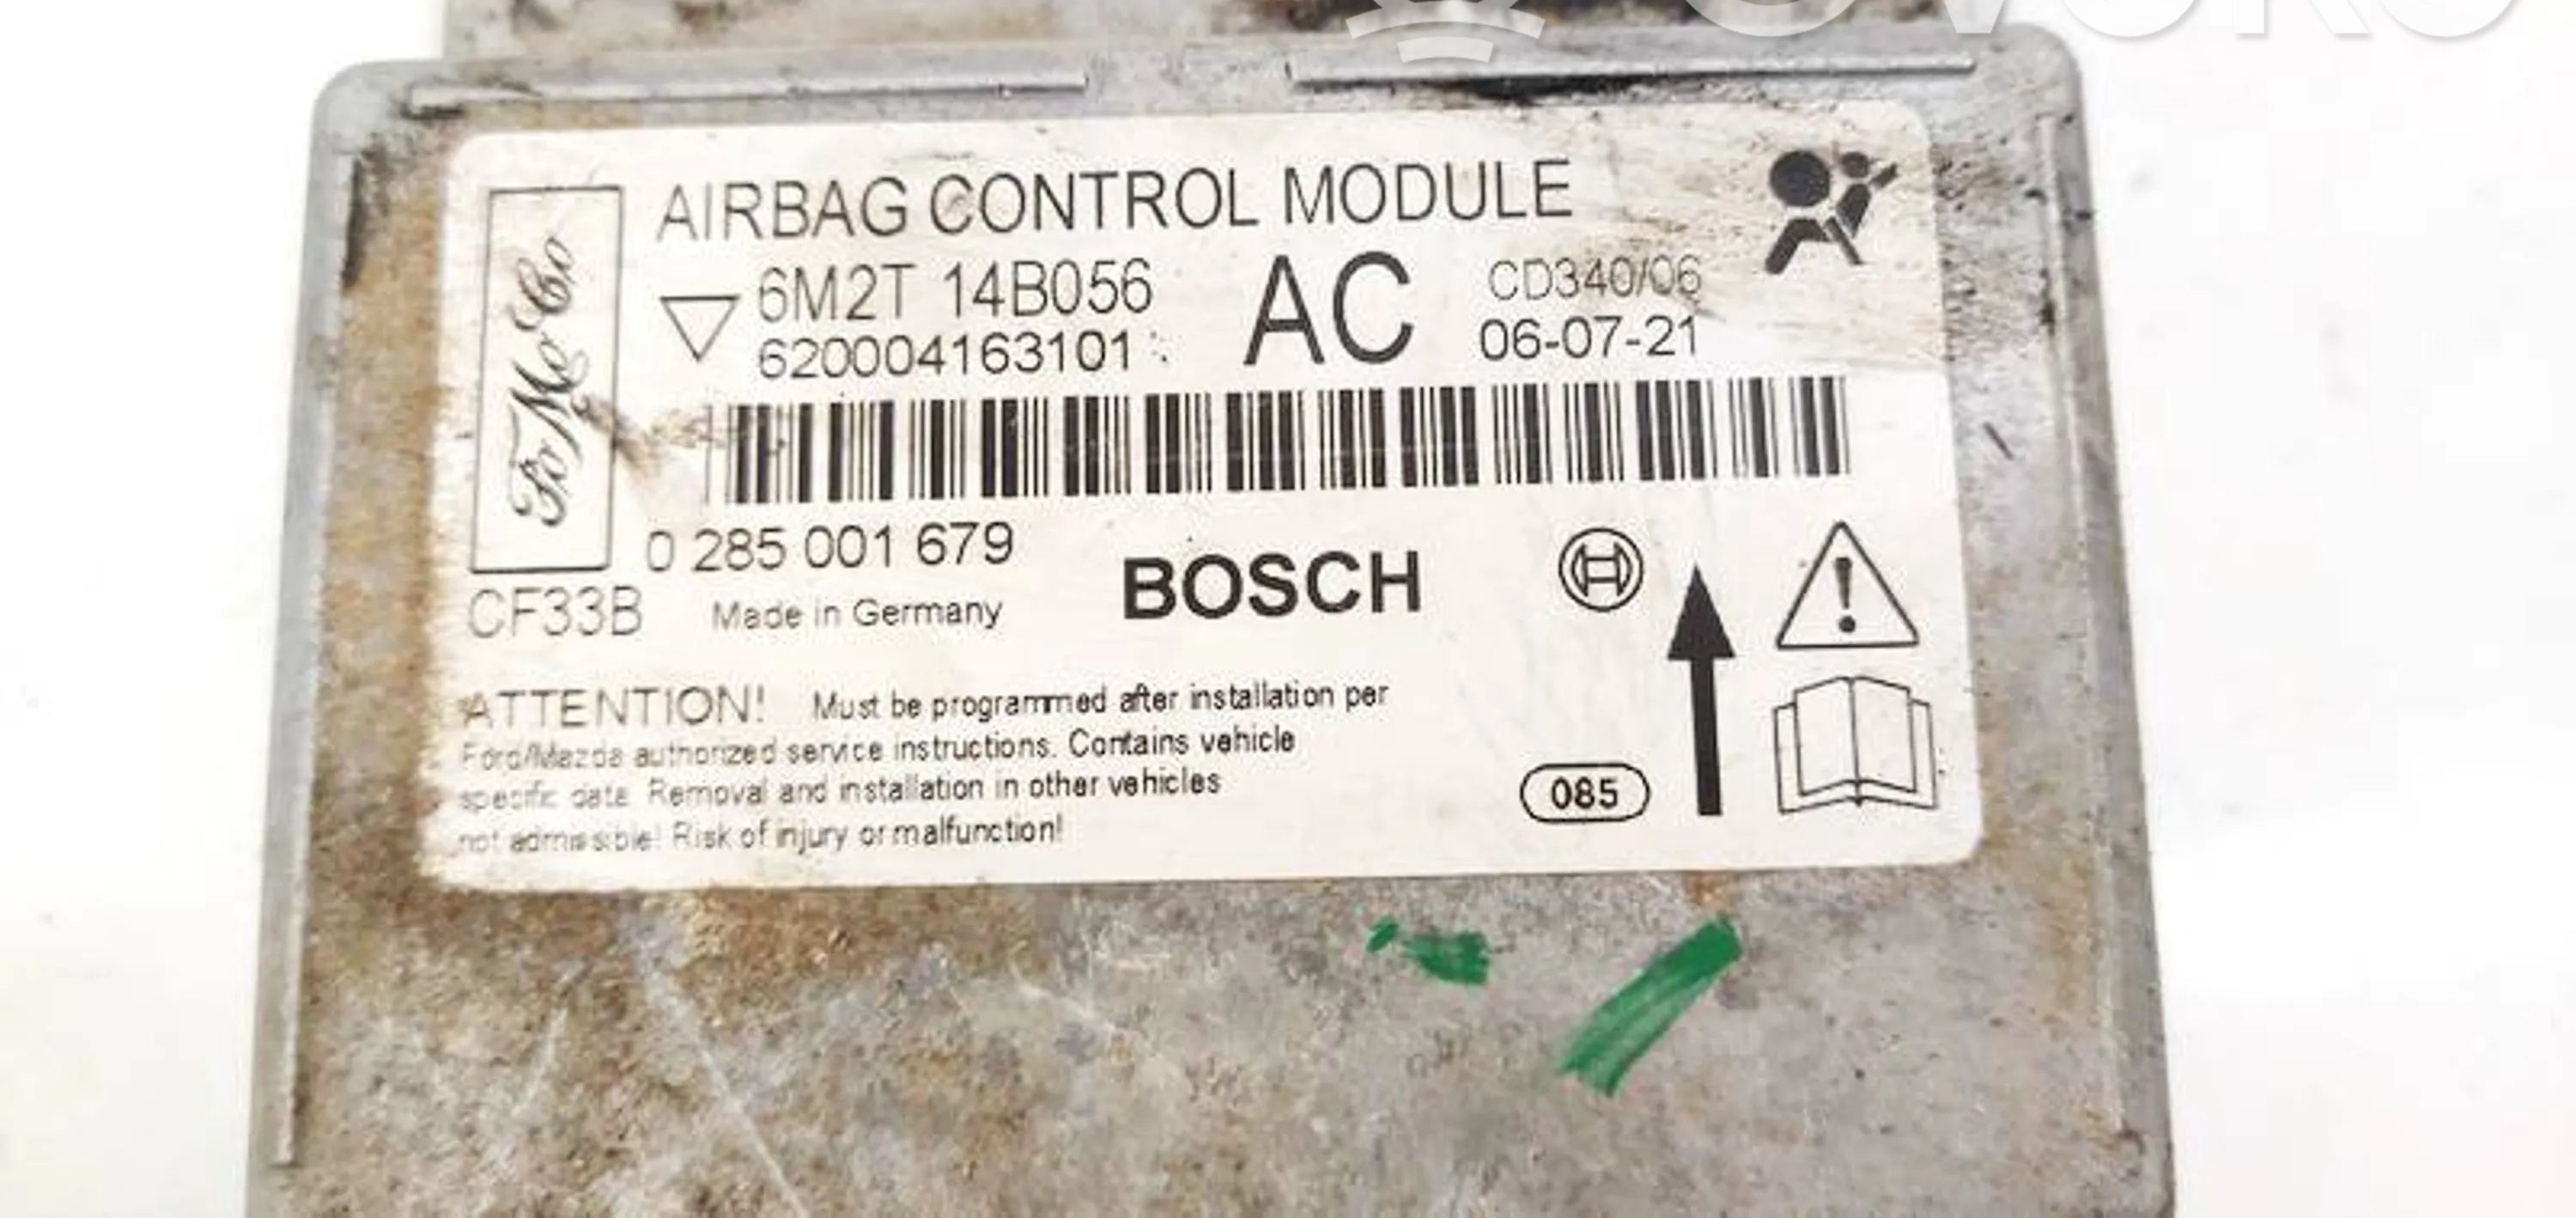 OVOKO
AIRBAG CONTROL MODULE
FoMoCo
6M2T 14B056 AC CD340/06
620004163101 06-07-21
0 285 001 679
CF33B Made in Germany BOSCH
ATTENTION! Must be programmed after installation per
Ford/Mazda authorized service instructions. Contains vehicle
specific data. Removal and installation in other vehicles
not admissible! Risk of injury or malfunction!
085